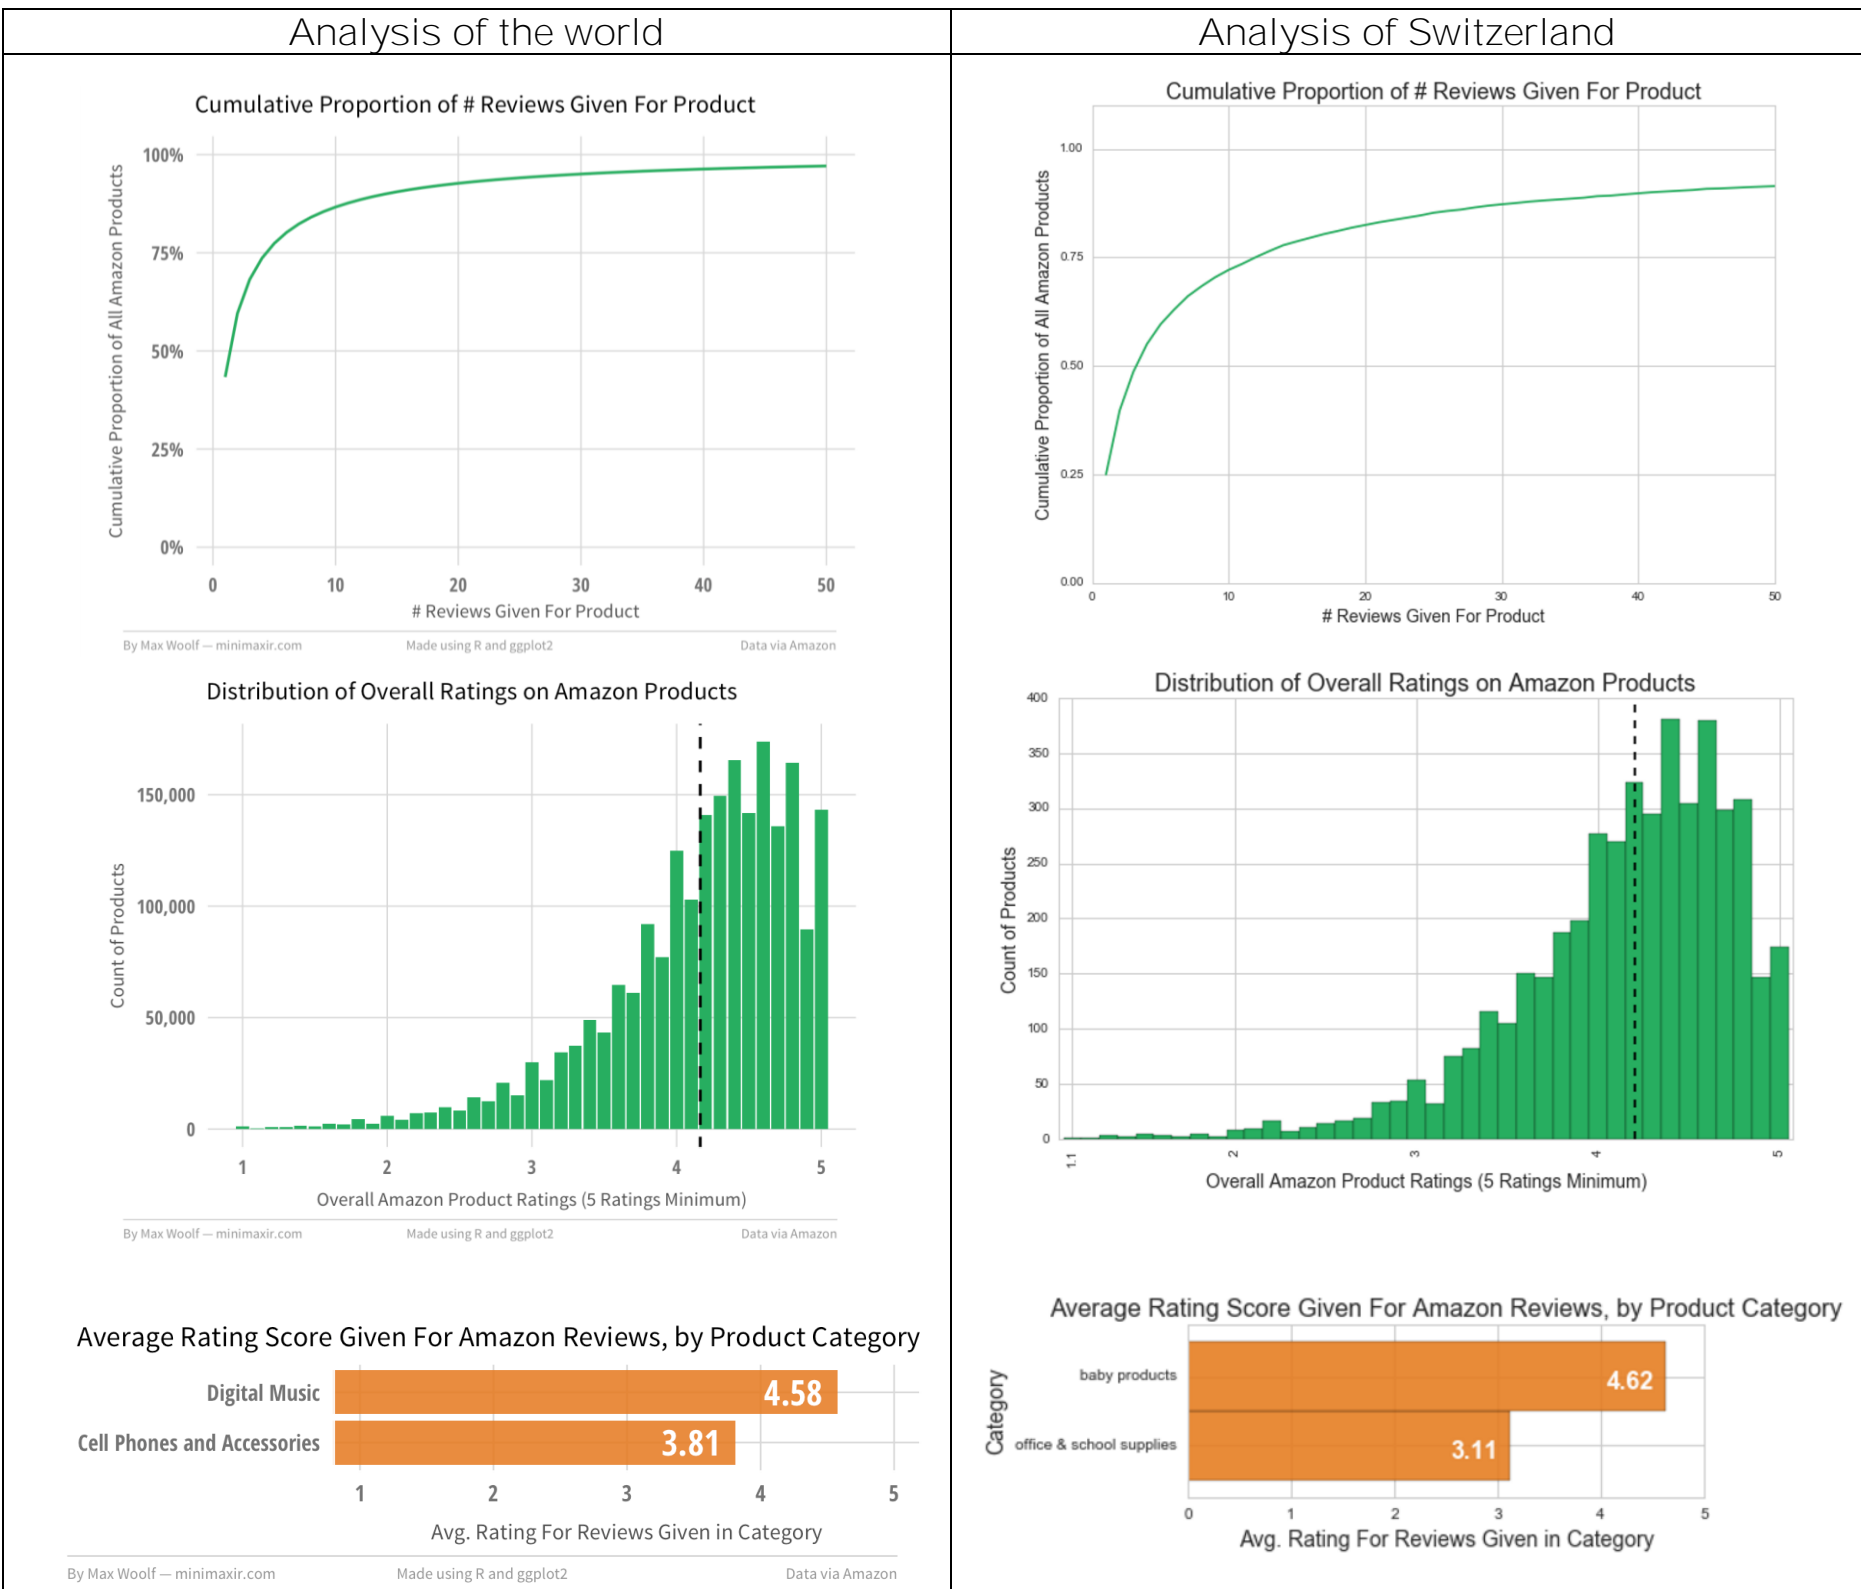 Analysis of the world
Analysis of Switzerland
Cumulative Proportion of # Reviews Given For Product
Cumulative Proportion of All Amazon Products
100%
75%
50%
25%
0%
0 10 20 30 40 50
# Reviews Given For Product
By Max Woolf — minimaxir.com Made using R and ggplot2 Data via Amazon
Cumulative Proportion of # Reviews Given For Product
Cumulative Proportion of All Amazon Products
1.00
0.75
0.50
0.25
0.00
0 10 20 30 40 50
# Reviews Given For Product
Distribution of Overall Ratings on Amazon Products
Count of Products
150,000
100,000
50,000
0
1 2 3 4 5
Overall Amazon Product Ratings (5 Ratings Minimum)
By Max Woolf — minimaxir.com Made using R and ggplot2 Data via Amazon
Distribution of Overall Ratings on Amazon Products
Count of Products
400
350
300
250
200
150
100
50
0
1.1 2 3 4 5
Overall Amazon Product Ratings (5 Ratings Minimum)
Average Rating Score Given For Amazon Reviews, by Product Category
Digital Music 4.58
Cell Phones and Accessories 3.81
1 2 3 4 5
Avg. Rating For Reviews Given in Category
By Max Woolf — minimaxir.com Made using R and ggplot2 Data via Amazon
Average Rating Score Given For Amazon Reviews, by Product Category
Category
baby products 4.62
office & school supplies 3.11
0 1 2 3 4 5
Avg. Rating For Reviews Given in Category